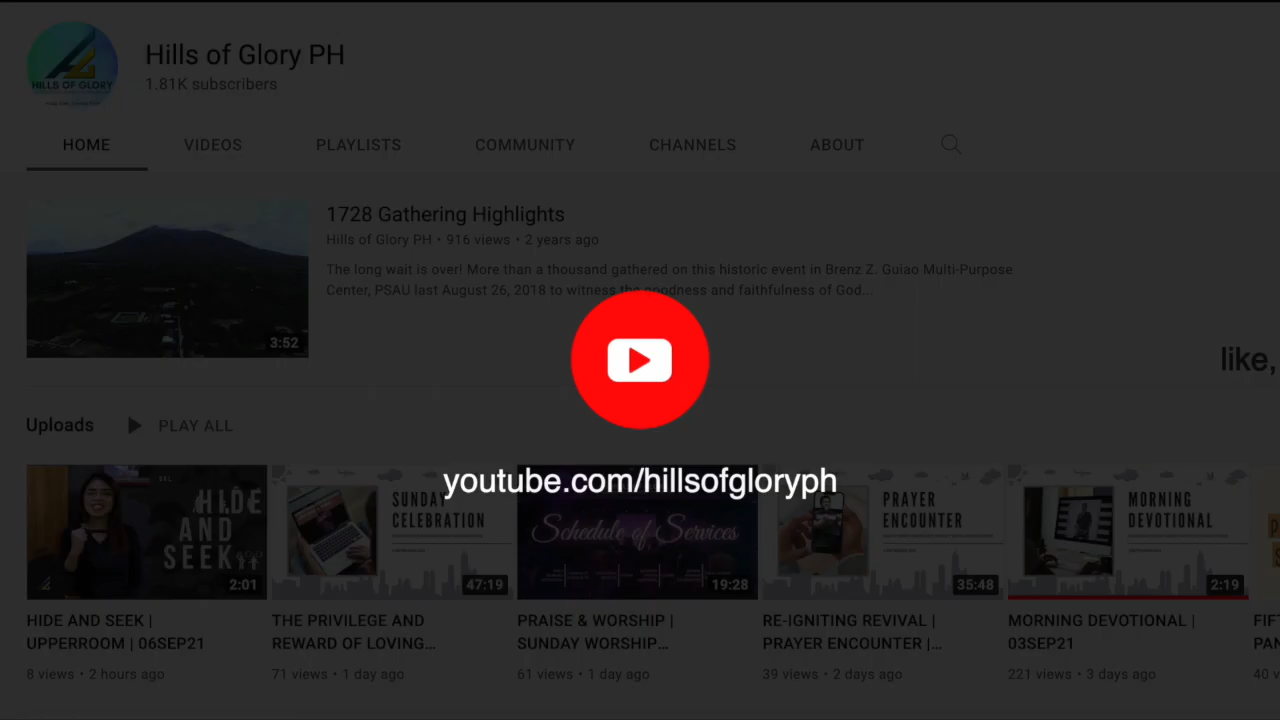 HILLS OF GLORY
Hills of Glory PH
1.81K subscribers
HOME
VIDEOS
PLAYLISTS
COMMUNITY
CHANNELS
ABOUT
3:52
1728 Gathering Highlights
Hills of Glory PH • 916 views • 2 years ago
The long wait is over! More than a thousand gathered on this historic event in Brenz Z. Guiao Multi-Purpose
Center, PSAU last August 26, 2018 to witness the goodness and faithfulness of God...
like,
youtube.com/hillsofgloryph
Uploads
PLAY ALL
HIDE
AND
SEEK
2:01
HIDE AND SEEK |
UPPERROOM | 06SEP21
8 views • 2 hours ago
SUNDAY
CELEBRATION
47:19
THE PRIVILEGE AND
REWARD OF LOVING...
71 views • 1 day ago
Schedule of Services
19:28
PRAISE & WORSHIP |
SUNDAY WORSHIP...
61 views • 1 day ago
PRAYER
ENCOUNTER
35:48
RE-IGNITING REVIVAL |
PRAYER ENCOUNTER |...
39 views • 2 days ago
MORNING
DEVOTIONAL
2:19
MORNING DEVOTIONAL |
03SEP21
221 views • 3 days ago
FIF
PAN
40 v